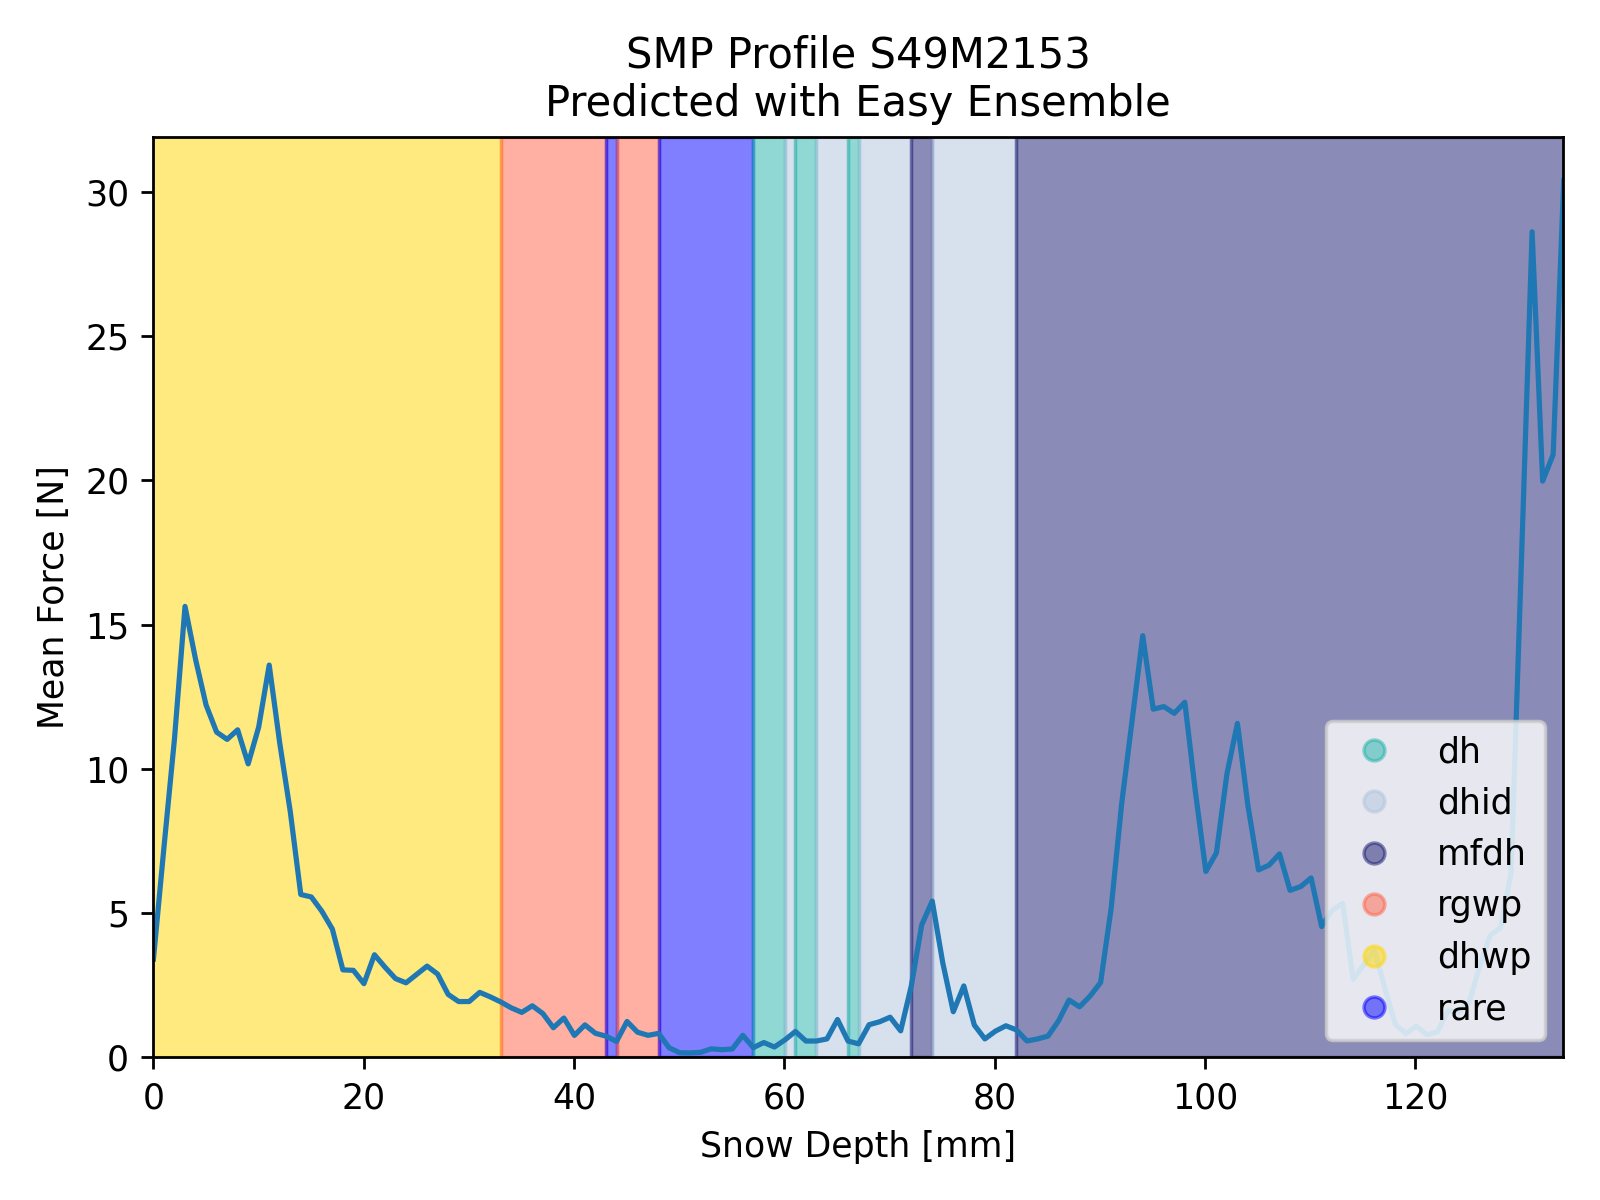 SMP Profile S49M2153
Predicted with Easy Ensemble
Mean Force [N]
30
25
20
15
10
5
0
0 20 40 60 80 100 120
Snow Depth [mm]
dh
dhid
mfdh
rgwp
dhwp
rare